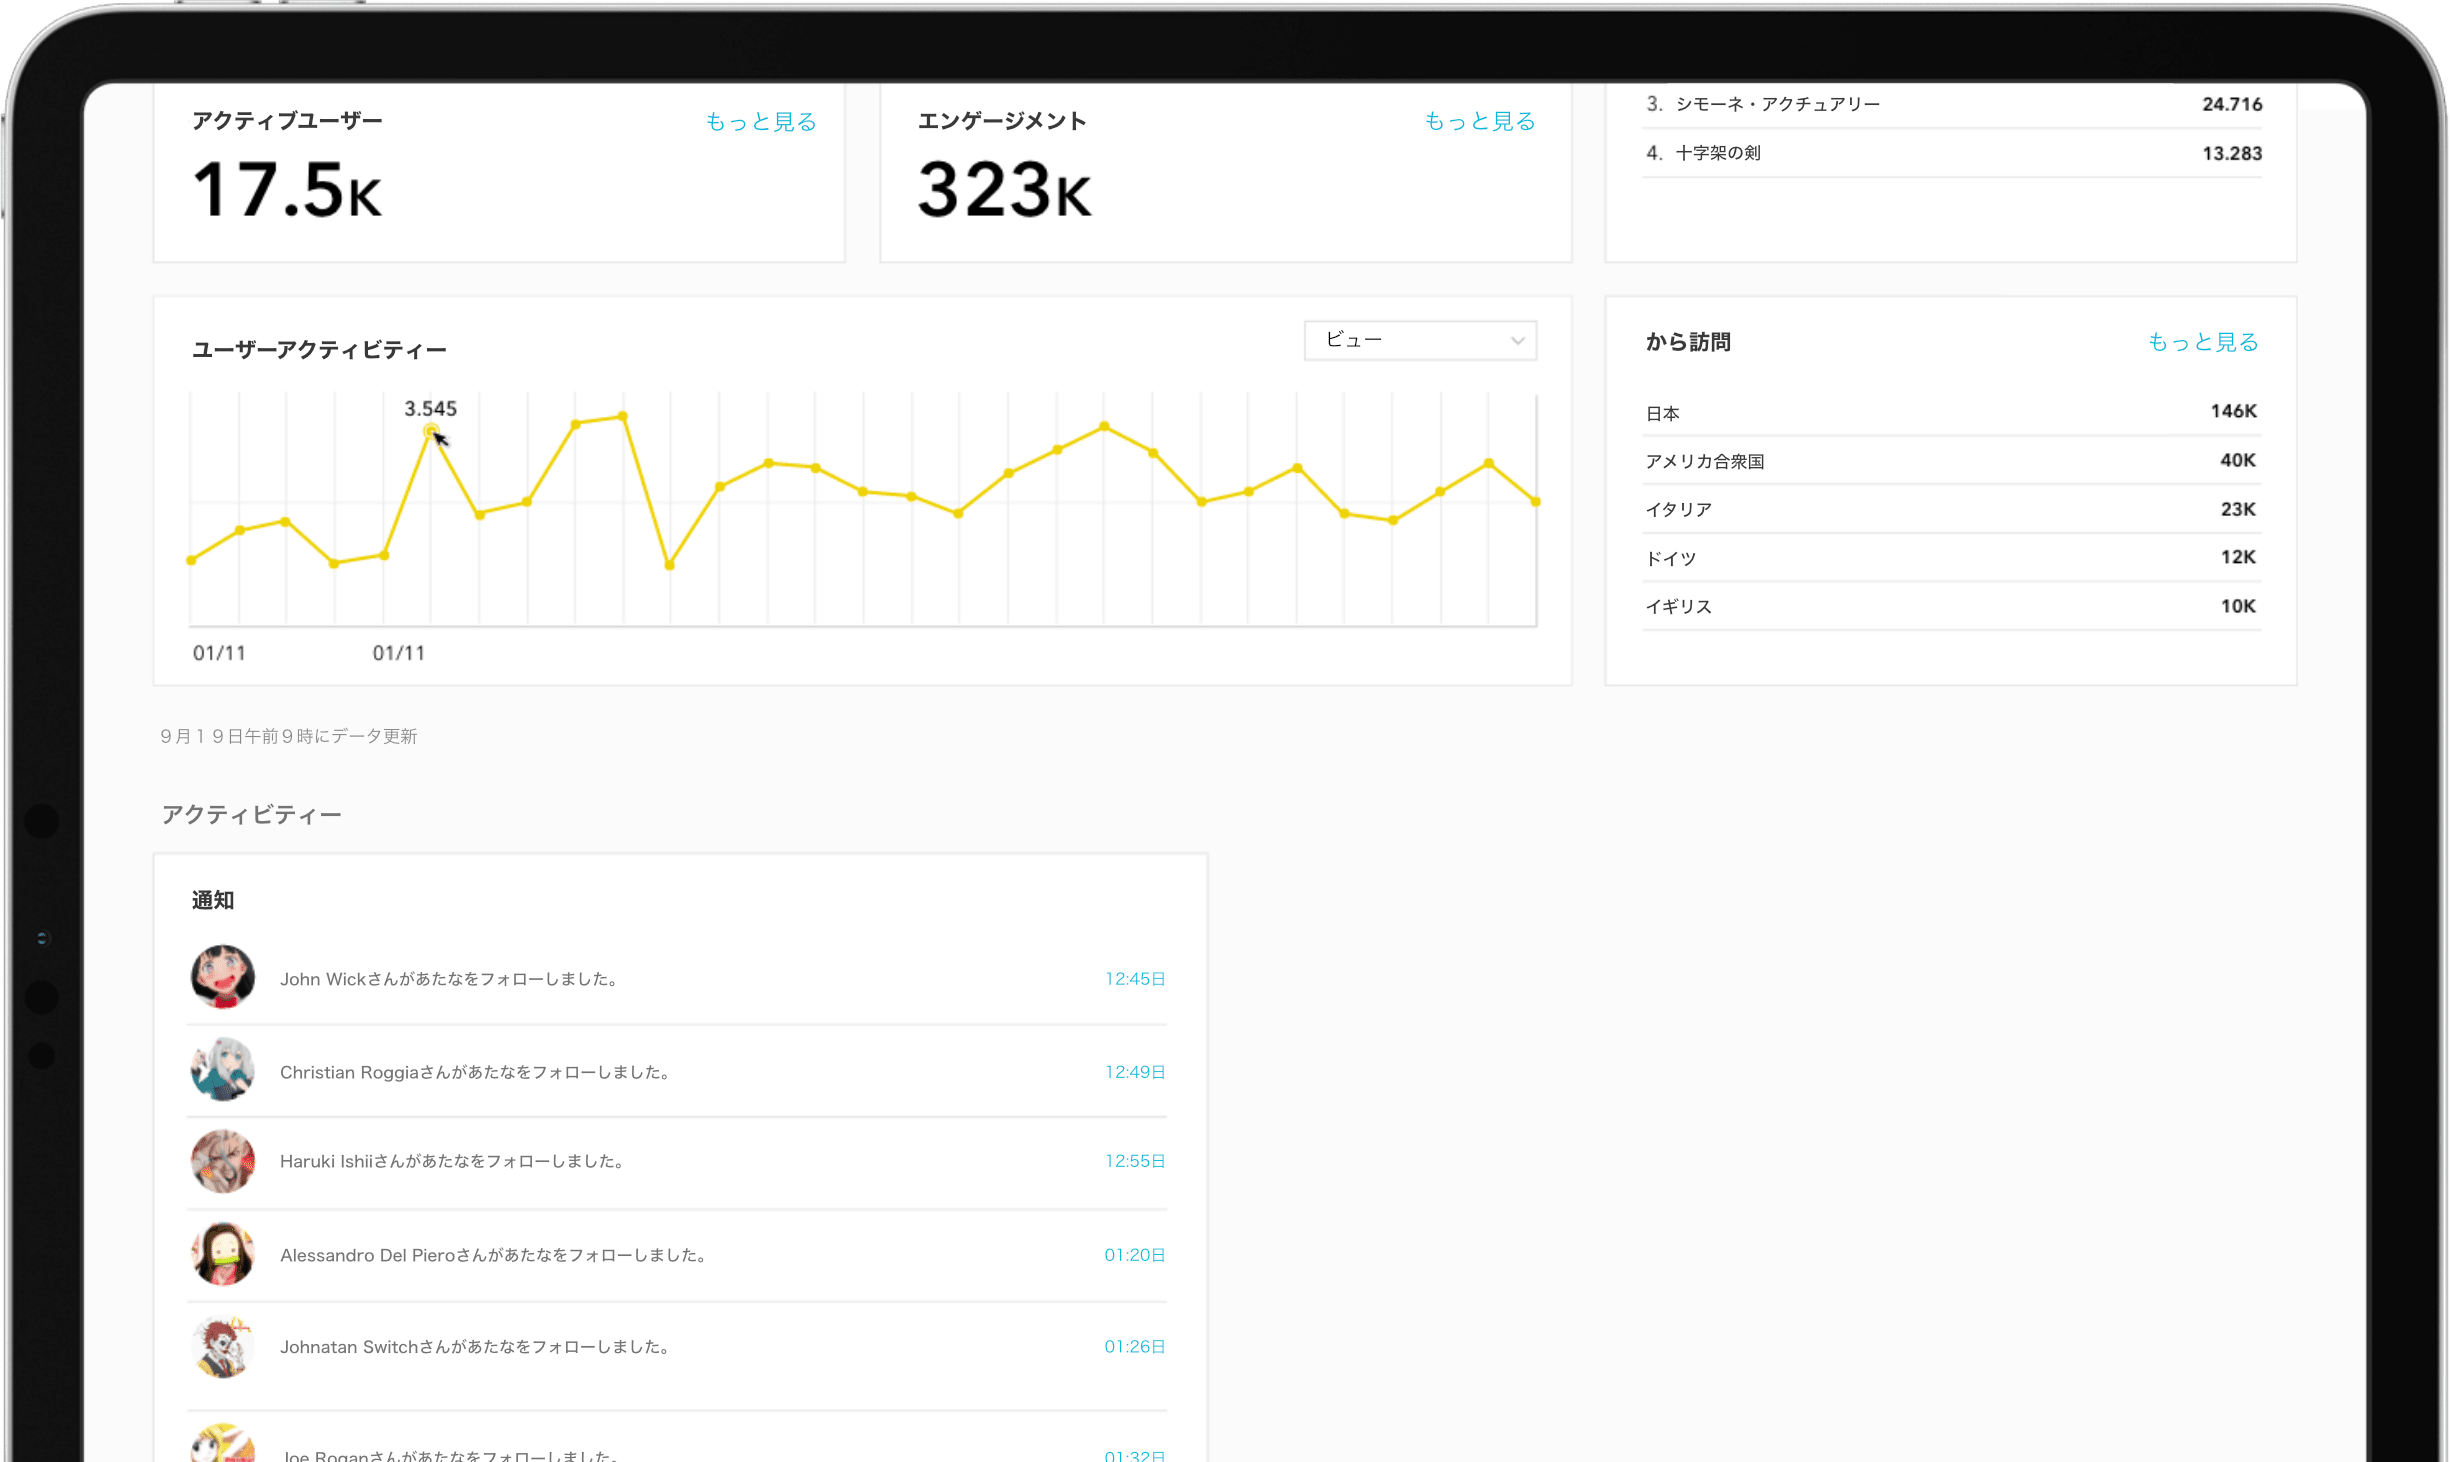 アクティブユーザー もっと見る
17.5K
エンゲージメント もっと見る
323K
3. シモーネ・アクチュアリー 24.716
4. 十字架の剣 13.283
ユーザーアクティビティー
ビュー
3.545
01/11 01/11
から訪問 もっと見る
日本 146K
アメリカ合衆国 40K
イタリア 23K
ドイツ 12K
イギリス 10K
9月19日午前9時にデータ更新
アクティビティー
通知
John Wickさんがあたなをフォローしました。 12:45日
Christian Roggiaさんがあたなをフォローしました。 12:49日
Haruki Ishiiさんがあたなをフォローしました。 12:55日
Alessandro Del Pieroさんがあたなをフォローしました。 01:20日
Johnatan Switchさんがあたなをフォローしました。 01:26日
Joe Roganさんがあたなをフォローしました。 01:32日